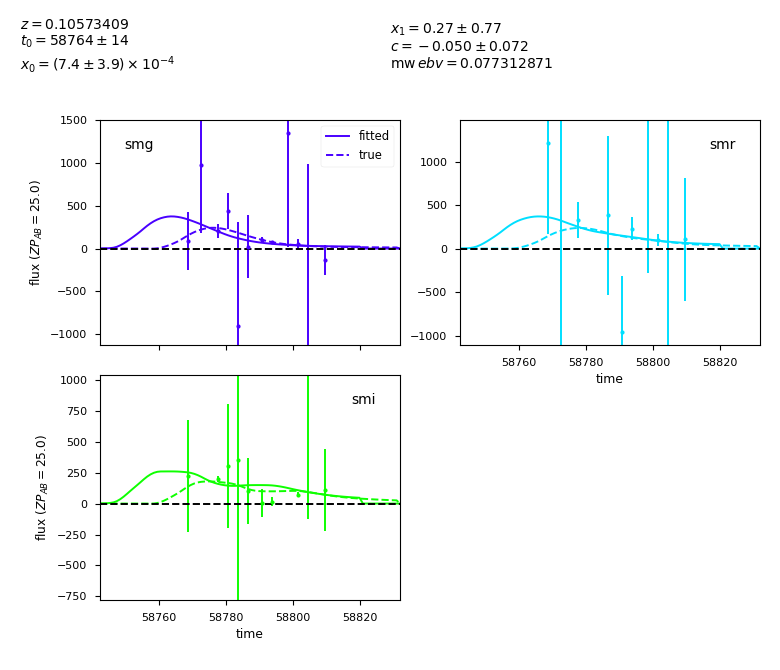 z = 0.10573409
t₀ = 58764 ± 14
x₀ = (7.4 ± 3.9) × 10⁻⁴
x₁ = 0.27 ± 0.77
c = −0.050 ± 0.072
mw ebv = 0.077312871
smg
fitted
true
1500
1000
500
0
−500
−1000
flux (ZP_AB = 25.0)
smr
1000
500
0
−500
−1000
58760 58780 58800 58820
time
smi
1000
750
500
250
0
−250
−500
−750
flux (ZP_AB = 25.0)
58760 58780 58800 58820
time